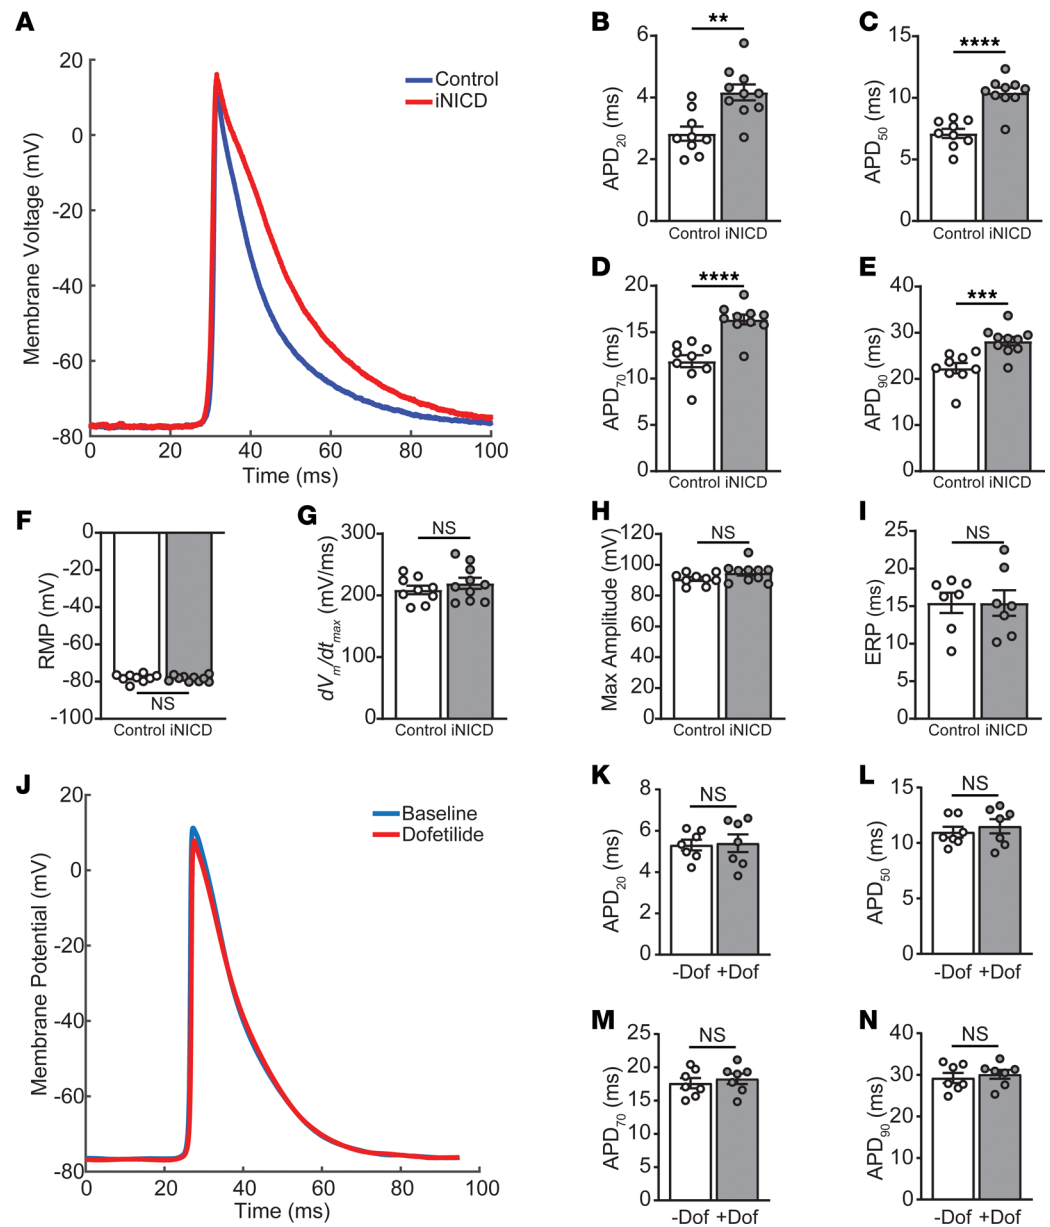 A
20
0
-20
-40
-60
-80
Membrane Voltage (mV)
Control
iNICD
0 20 40 60 80 100
Time (ms)
B
**
6
4
2
0
APD20 (ms)
Control iNICD
C
****
15
10
5
0
APD50 (ms)
Control iNICD
D
****
20
15
10
5
0
APD70 (ms)
Control iNICD
E
***
40
30
20
10
0
APD90 (ms)
Control iNICD
F
0
-20
-40
-60
-80
-100
RMP (mV)
NS
Control iNICD
G
NS
300
200
100
0
dVm/dtmax (mV/ms)
Control iNICD
H
NS
120
100
80
60
40
20
0
Max Amplitude (mV)
Control iNICD
I
NS
25
20
15
10
5
0
ERP (ms)
Control iNICD
J
20
0
-20
-40
-60
-80
Membrane Potential (mV)
Baseline
Dofetilide
0 20 40 60 80 100
Time (ms)
K
NS
8
6
4
2
0
APD20 (ms)
-Dof +Dof
L
NS
15
10
5
0
APD50 (ms)
-Dof +Dof
M
NS
25
20
15
10
5
0
APD70 (ms)
-Dof +Dof
N
NS
40
30
20
10
0
APD90 (ms)
-Dof +Dof